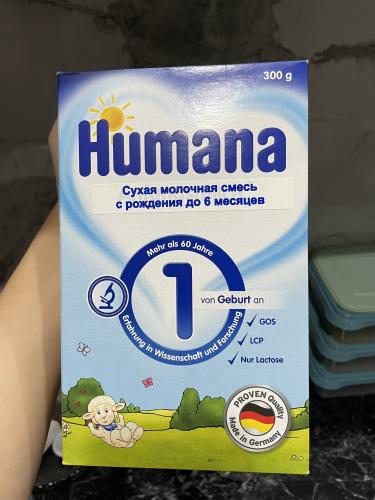 300 g
Humana
Сухая молочная смесь
с рождения до 6 месяцев
Mehr als 60 Jahre
1
von Geburt an
Erfahrung in Wissenschaft und Forschung
GOS
LCP
Nur Lactose
PROVEN Quality
Made in Germany